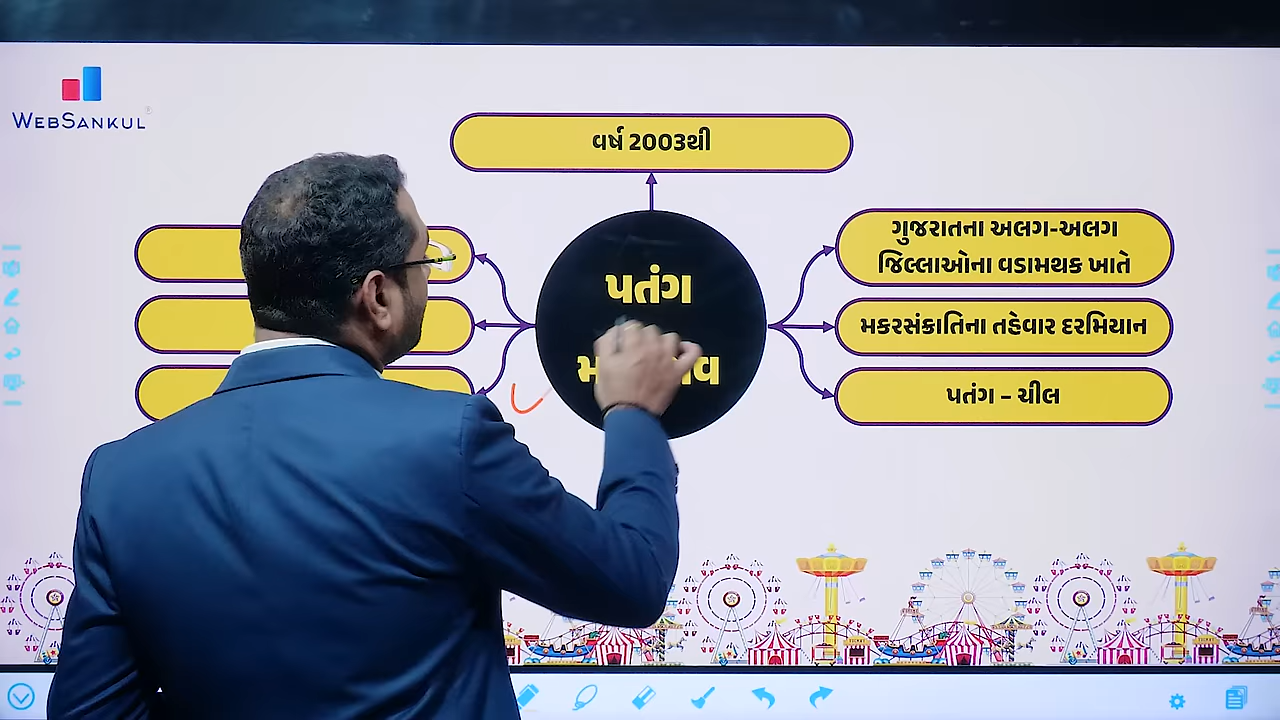 WEBSANKUL
વર્ષ 2003થી
પતંગ
ગુજરાતના અલગ-અલગ
જિલ્લાઓના વડામથક ખાતે
મકરસંક્રાતિના તહેવાર દરમિયાન
પતંગ – ચીલ